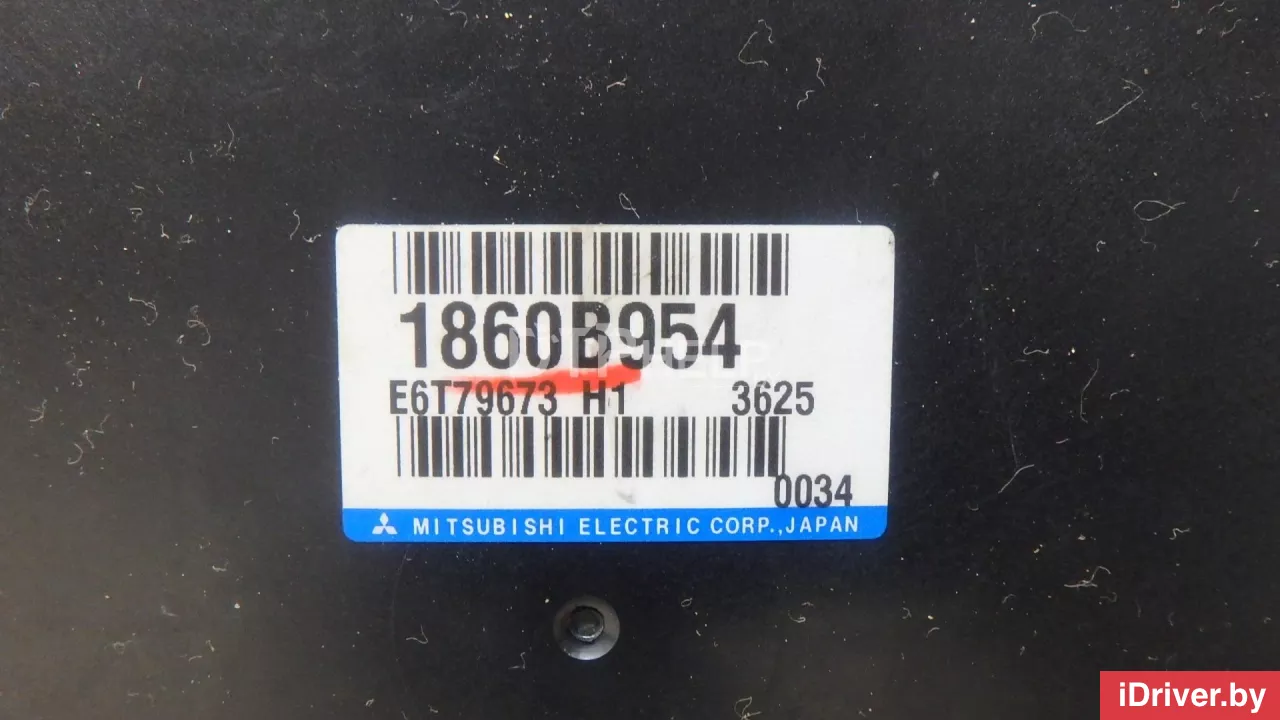 1860B954
E6T79673 H1 3625
0034
MITSUBISHI ELECTRIC CORP.,JAPAN
iDriver.by